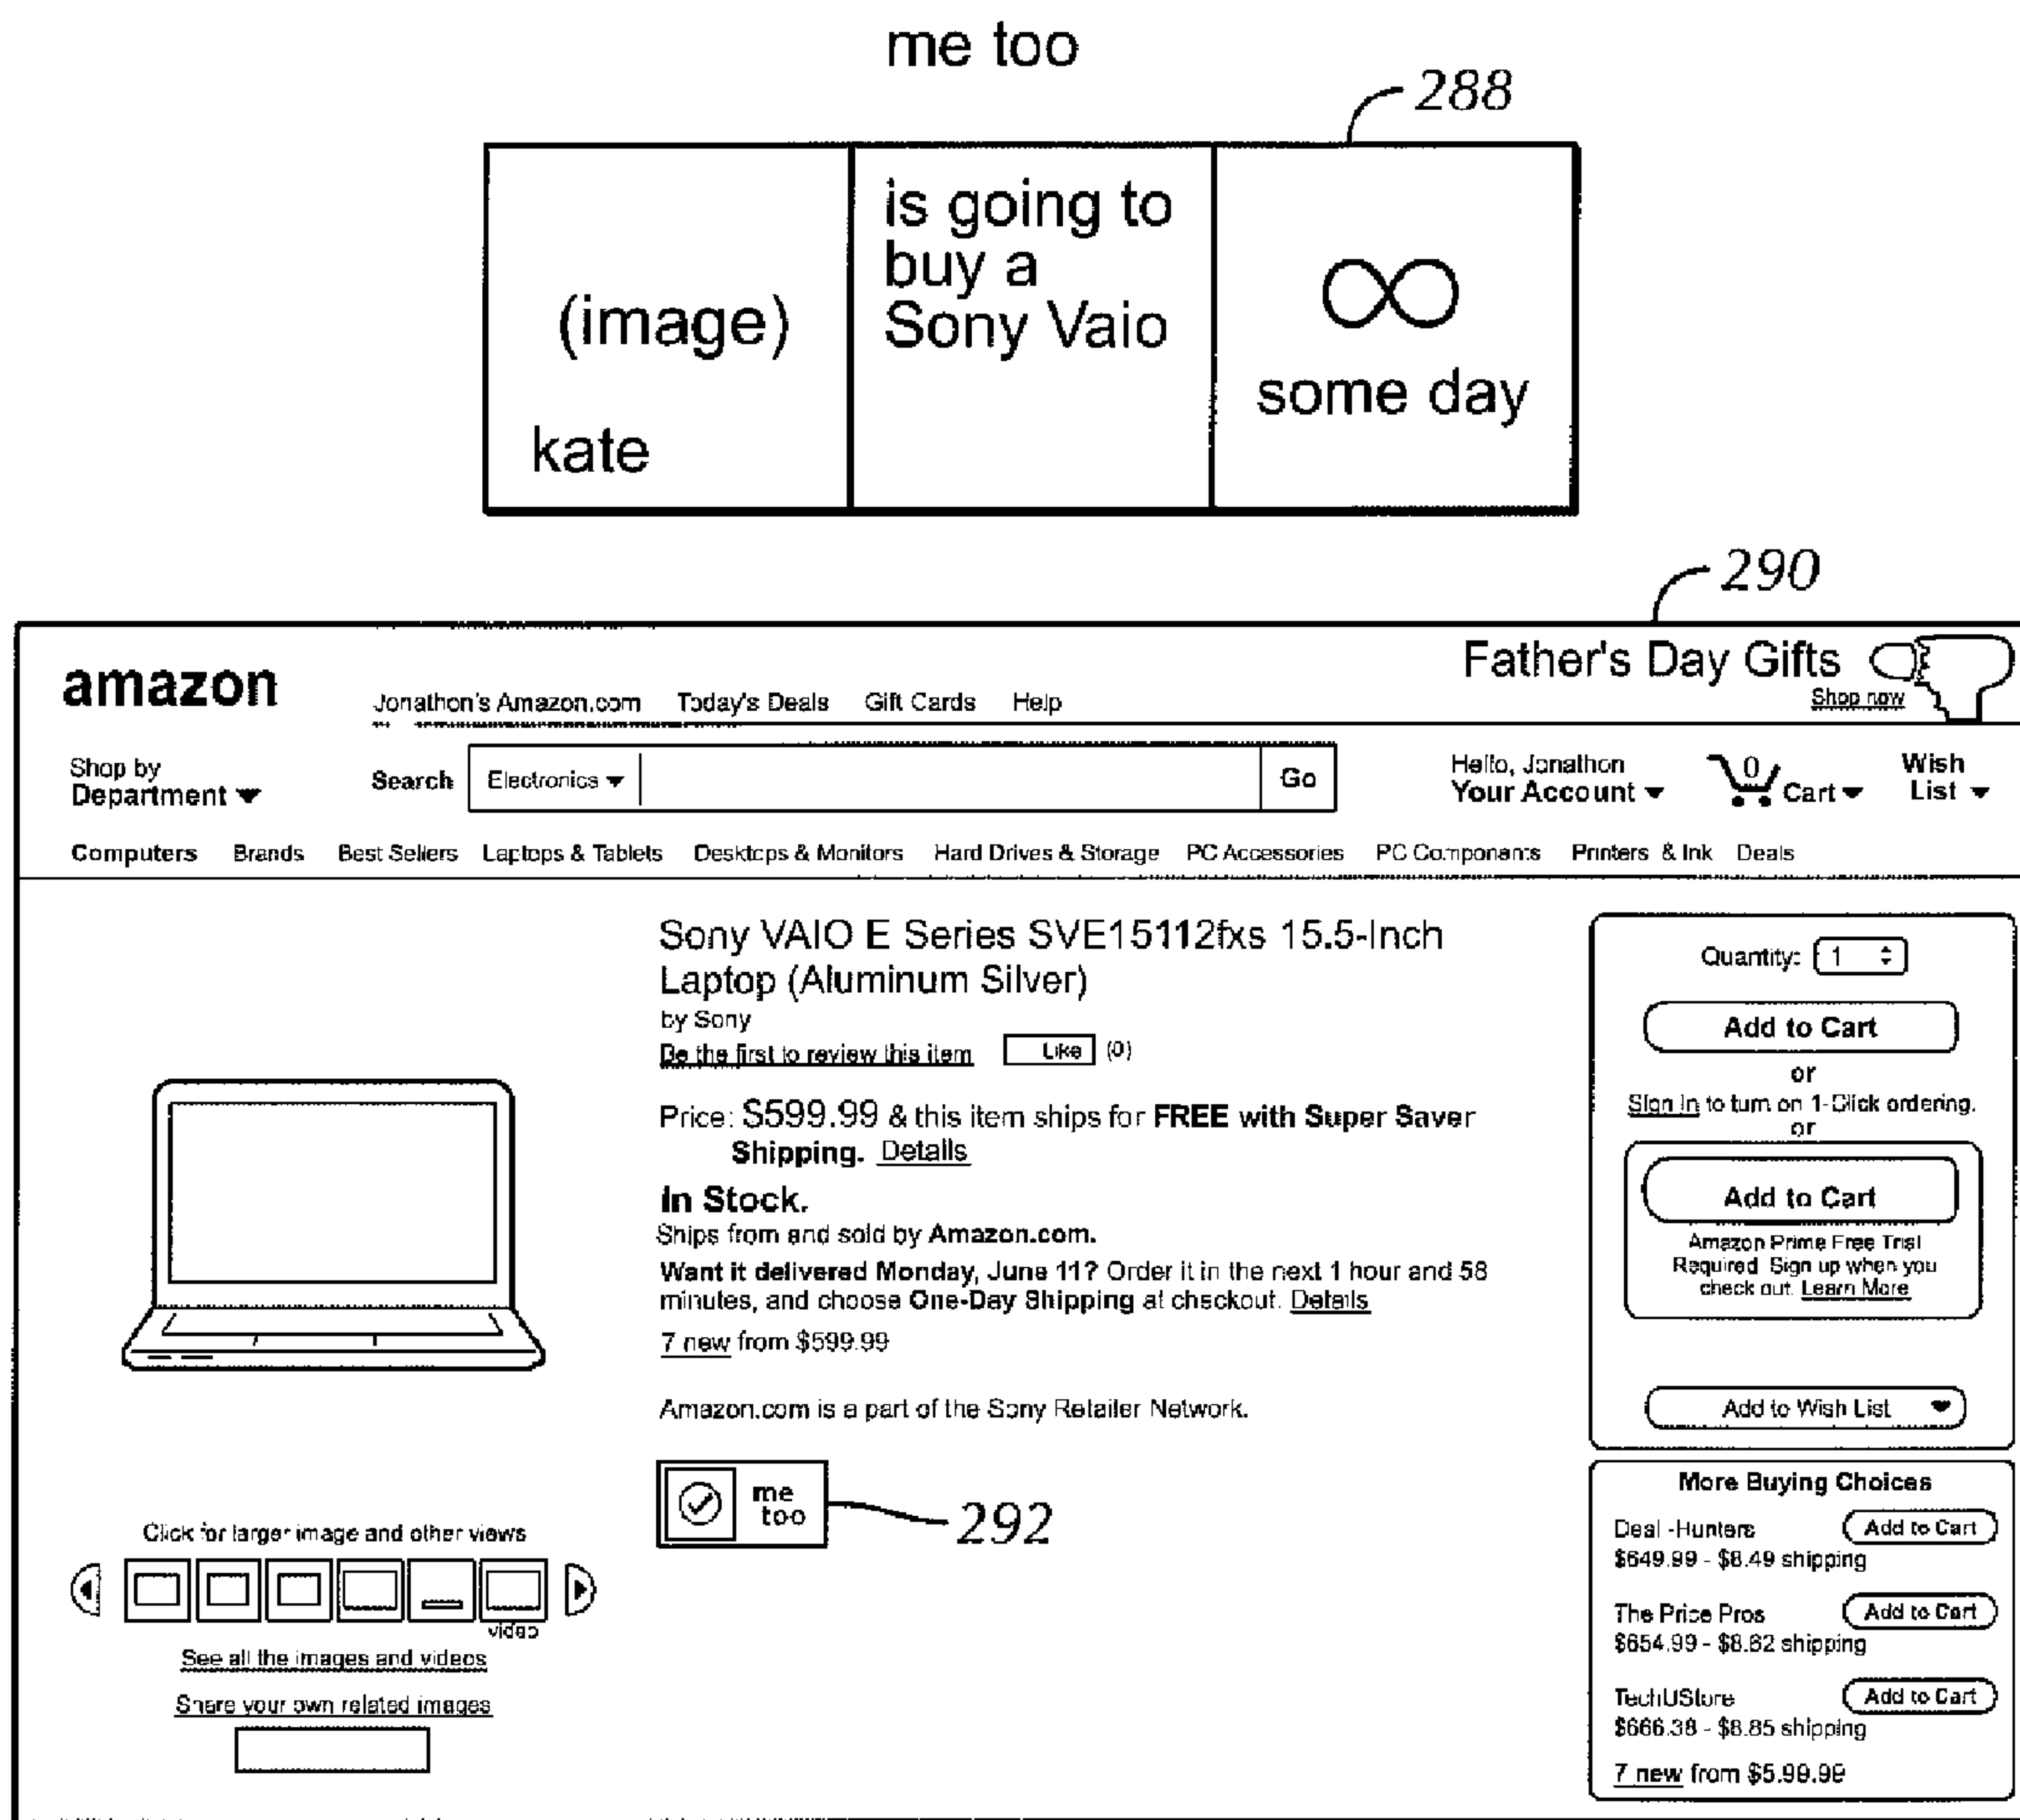 me too
288
is going to
buy a
Sony Vaio
(image)
kate
∞
some day
290
amazon
Jonathon's Amazon.com Today's Deals Gift Cards Help
Father's Day Gifts
Shop now
Shop by
Department
Search Electronics Go
Hello, Jonathon
Your Account
0
Cart
Wish
List
Computers Brands Best Sellers Laptops & Tablets Desktops & Monitors Hard Drives & Storage PC Accessories PC Components Printers & Ink Deals
Sony VAIO E Series SVE15112fxs 15.5-Inch
Laptop (Aluminum Silver)
by Sony
Be the first to review this item Like (0)
Price: $599.99 & this item ships for FREE with Super Saver
Shipping. Details
In Stock.
Ships from and sold by Amazon.com.
Want it delivered Monday, June 11? Order it in the next 1 hour and 58
minutes, and choose One-Day Shipping at checkout. Details
7 new from $599.99
Amazon.com is a part of the Sony Retailer Network.
me
too
292
Click for larger image and other views
video
See all the images and videos
Share your own related images
Quantity: 1
Add to Cart
or
Sign in to turn on 1-Click ordering.
or
Add to Cart
Amazon Prime Free Trial
Required. Sign up when you
check out. Learn More
Add to Wish List
More Buying Choices
Deal -Hunters Add to Cart
$649.99 - $8.49 shipping
The Price Pros Add to Cart
$654.99 - $8.62 shipping
TechUStore Add to Cart
$666.38 - $8.85 shipping
7 new from $5.99.99